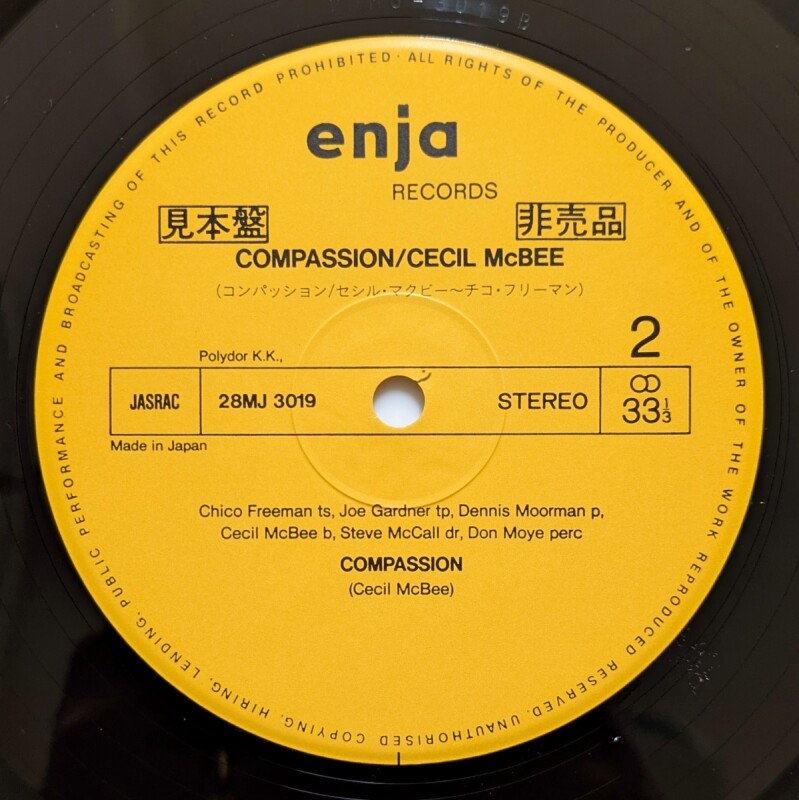 30198
PUBLIC PERFORMANCE AND BROADCASTING OF THIS RECORD PROHIBITED · ALL RIGHTS OF THE PRODUCER AND OF THE OWNER OF THE WORK REPRODUCED RESERVED. UNAUTHORISED COPYING. HIRING. LENDING.
enja
RECORDS
見本盤 非売品
COMPASSION/CECIL McBEE
(コンパッション/セシル・マクビー〜チコ・フリーマン)
2
Polydor K.K.,
JASRAC 28MJ 3019 STEREO 33 1/3
Made in Japan
Chico Freeman ts, Joe Gardner tp, Dennis Moorman p,
Cecil McBee b, Steve McCall dr, Don Moye perc
COMPASSION
(Cecil McBee)